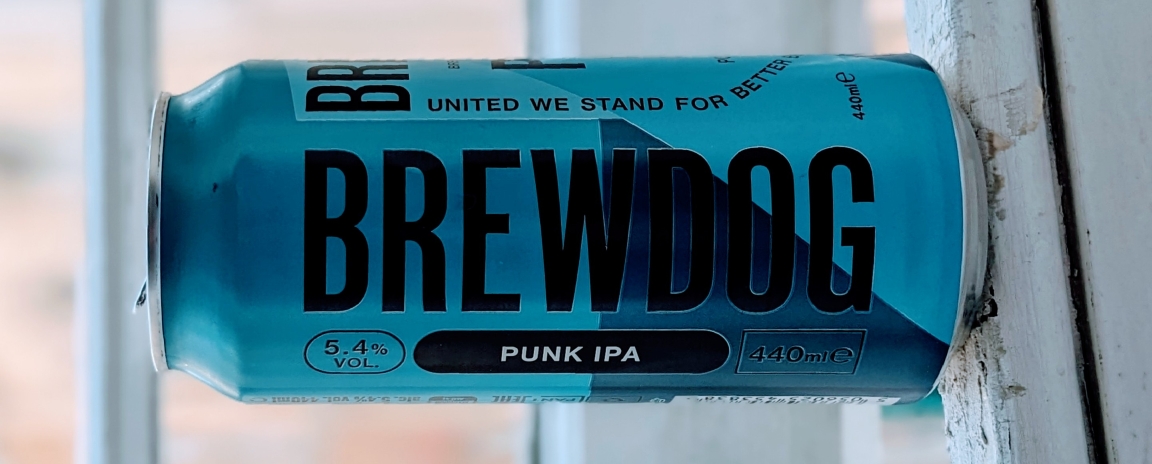 UNITED WE STAND FOR BETTER
440ml e
BREWDOG
5.4%
VOL.
PUNK IPA
440ml e